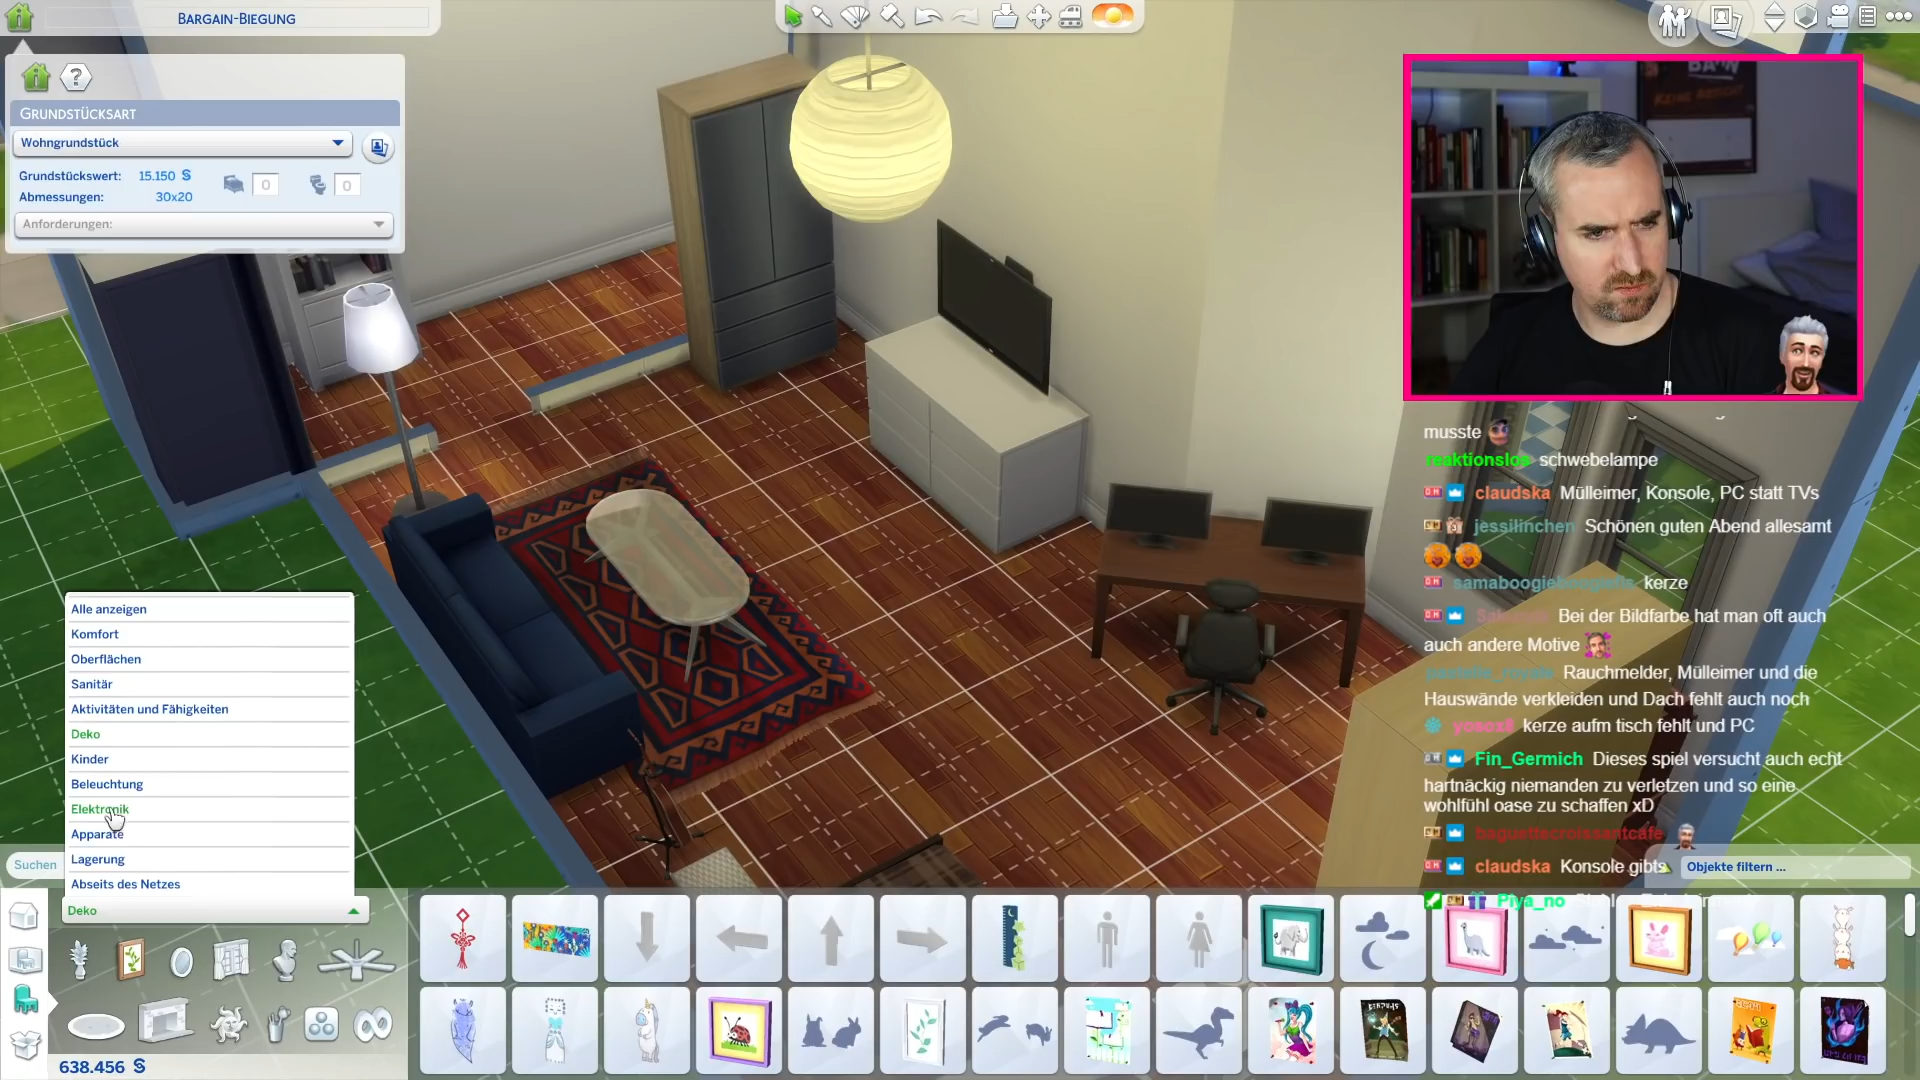 BARGAIN-BIEGUNG
GRUNDSTÜCKSART
Wohngrundstück
Grundstückswert: 15.150 S
0
0
Abmessungen: 30x20
Anforderungen:
KEINE ABSICHT
musste
reaktionslos schwebelampe
claudska Mülleimer, Konsole, PC statt TVs
jessilinchen Schönen guten Abend allesamt
kerze
Bei der Bildfarbe hat man oft auch
auch andere Motive
Rauchmelder, Mülleimer und die
Hauswände verkleiden und Dach fehlt auch noch
yosox8 kerze aufm tisch fehlt und PC
Fin_Germich Dieses spiel versucht auch echt
hartnäckig niemanden zu verletzen und so eine
wohlfühl oase zu schaffen xD
baguettecroissantcafe
claudska Konsole gibts
Piya_no
Objekte filtern ...
Alle anzeigen
Komfort
Oberflächen
Sanitär
Aktivitäten und Fähigkeiten
Deko
Kinder
Beleuchtung
Elektronik
Apparate
Lagerung
Abseits des Netzes
Suchen
Deko
638.456 S